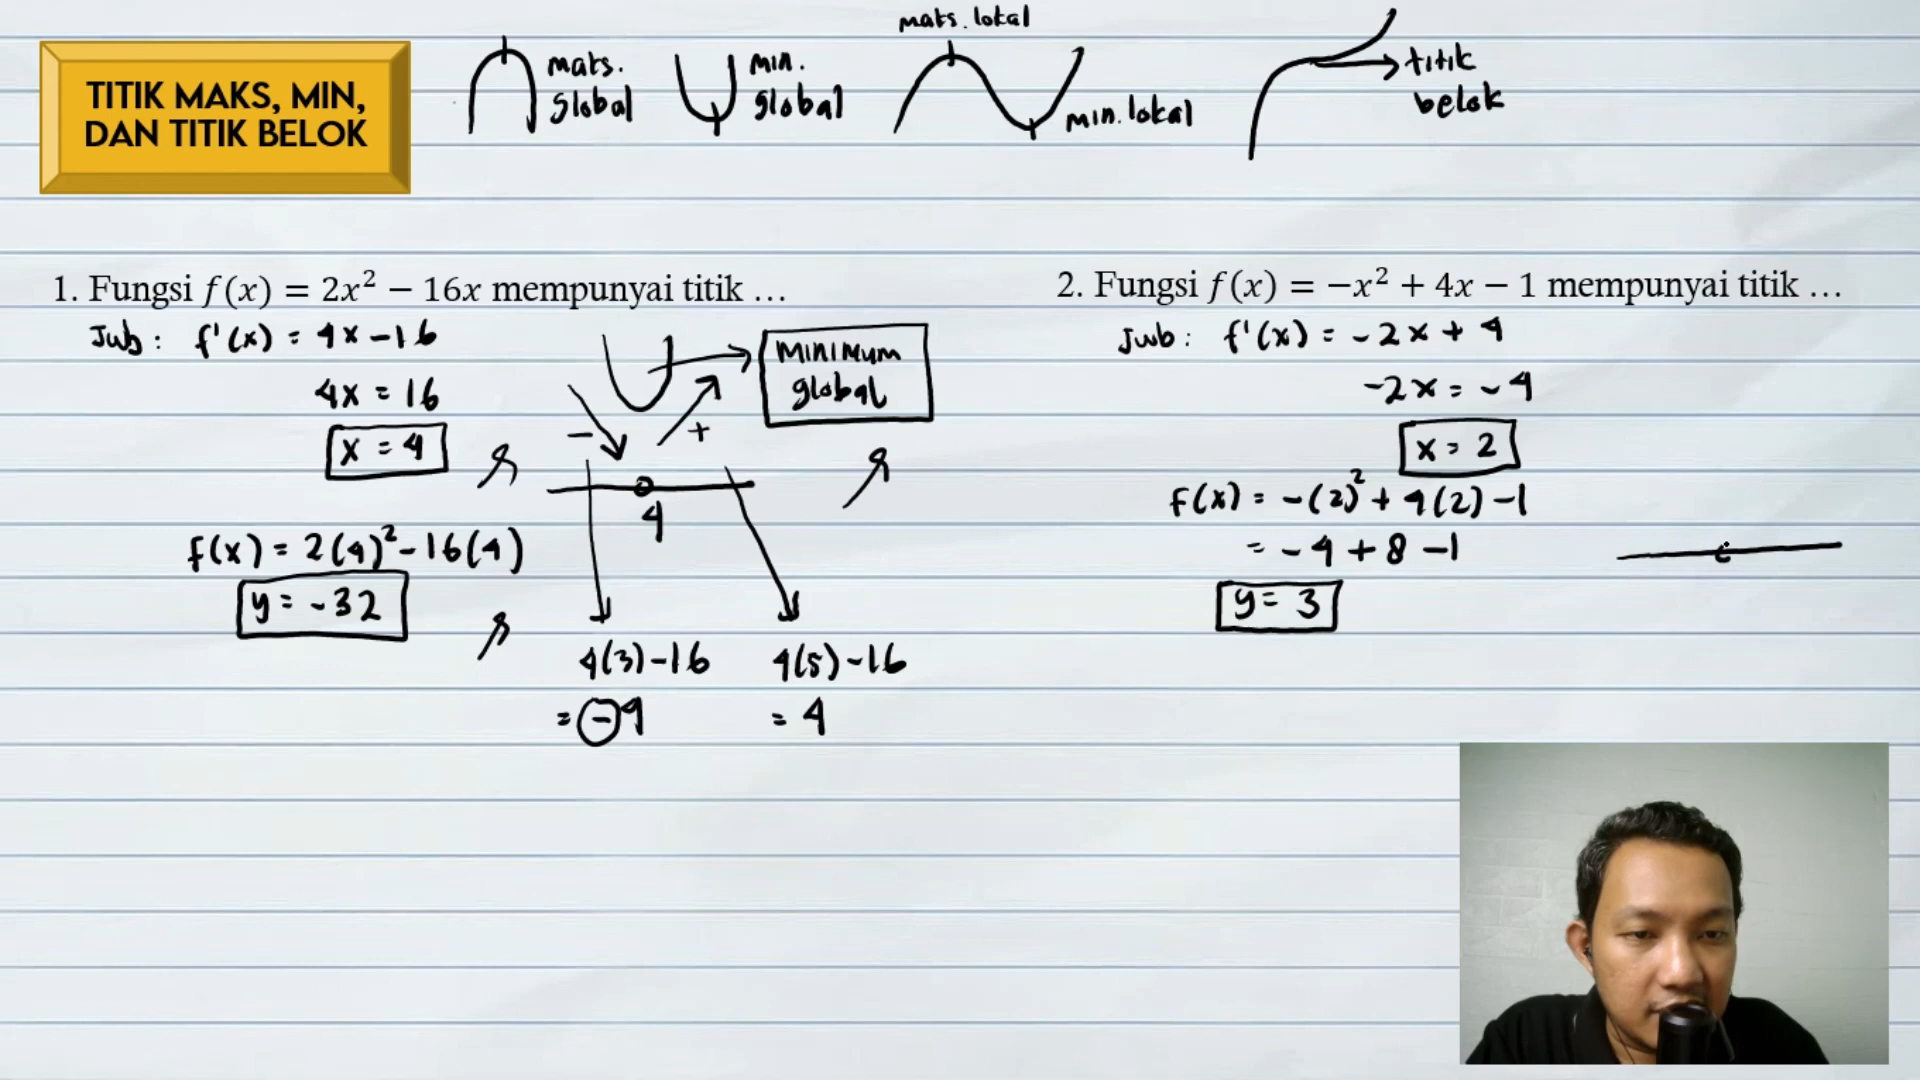 TITIK MAKS, MIN,
DAN TITIK BELOK
maks.
global
min.
global
maks. lokal
min. lokal
titik
belok
1. Fungsi f(x) = 2x² − 16x mempunyai titik …
Jwb : f'(x) = 4x - 16
4x = 16
x = 4
f(x) = 2(4)² - 16(4)
y = -32
minimum
global
− +
4
4(3) - 16 4(5) - 16
= -4 = 4
2. Fungsi f(x) = −x² + 4x − 1 mempunyai titik …
Jwb : f'(x) = -2x + 4
-2x = -4
x = 2
f(x) = -(2)² + 4(2) - 1
= -4 + 8 - 1
y = 3